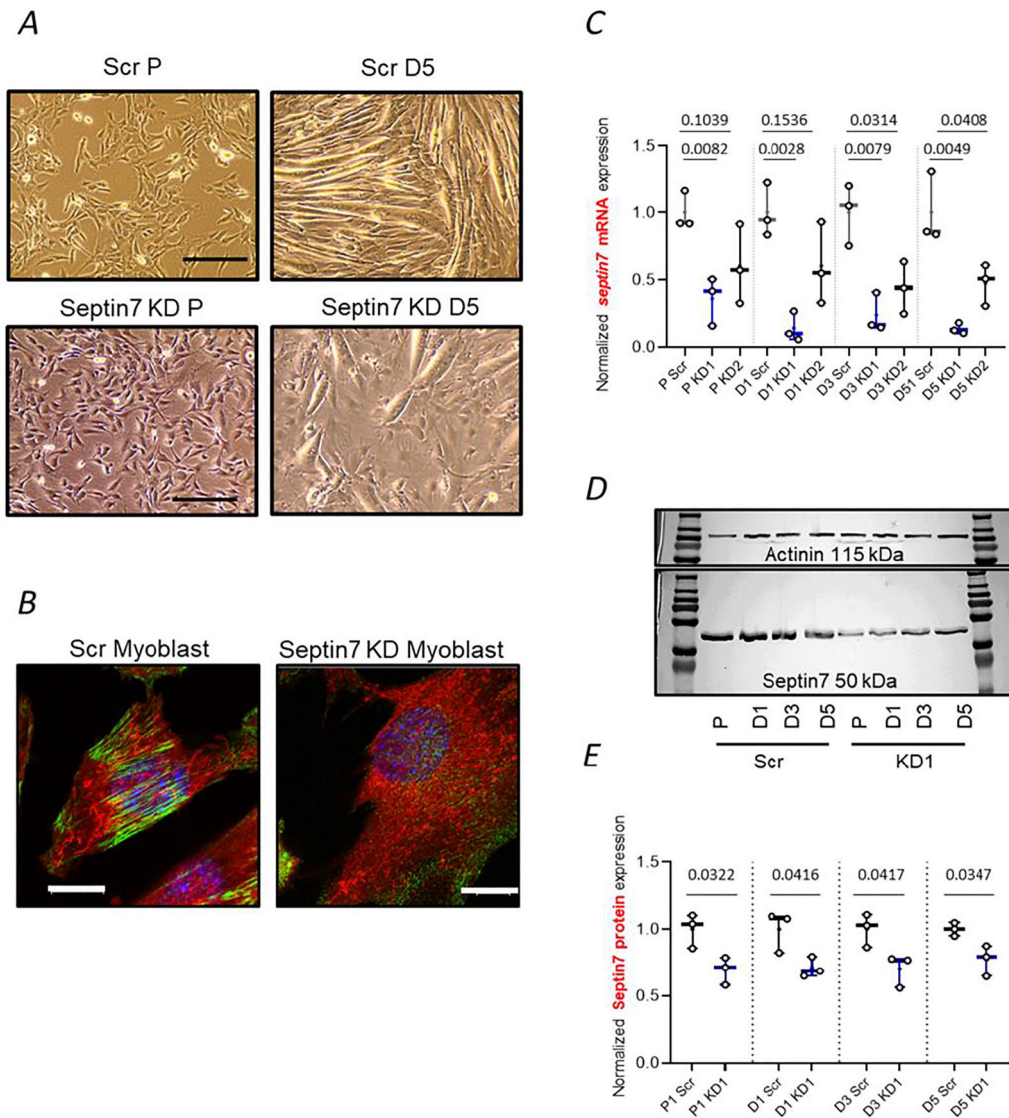 A
Scr P
Scr D5
Septin7 KD P
Septin7 KD D5
B
Scr Myoblast
Septin7 KD Myoblast
C
0.1039
0.1536
0.0314
0.0408
0.0082
0.0028
0.0079
0.0049
Normalized septin7 mRNA expression
1.5
1.0
0.5
0.0
P Scr
P KD1
P KD2
D1 Scr
D1 KD1
D1 KD2
D3 Scr
D3 KD1
D3 KD2
D51 Scr
D5 KD1
D5 KD2
D
Actinin 115 kDa
Septin7 50 kDa
P
D1
D3
D5
P
D1
D3
D5
Scr
KD1
E
Normalized Septin7 protein expression
1.5
1.0
0.5
0.0
0.0322
0.0416
0.0417
0.0347
P1 Scr
P1 KD1
D1 Scr
D1 KD1
D3 Scr
D3 KD1
D5 Scr
D5 KD1